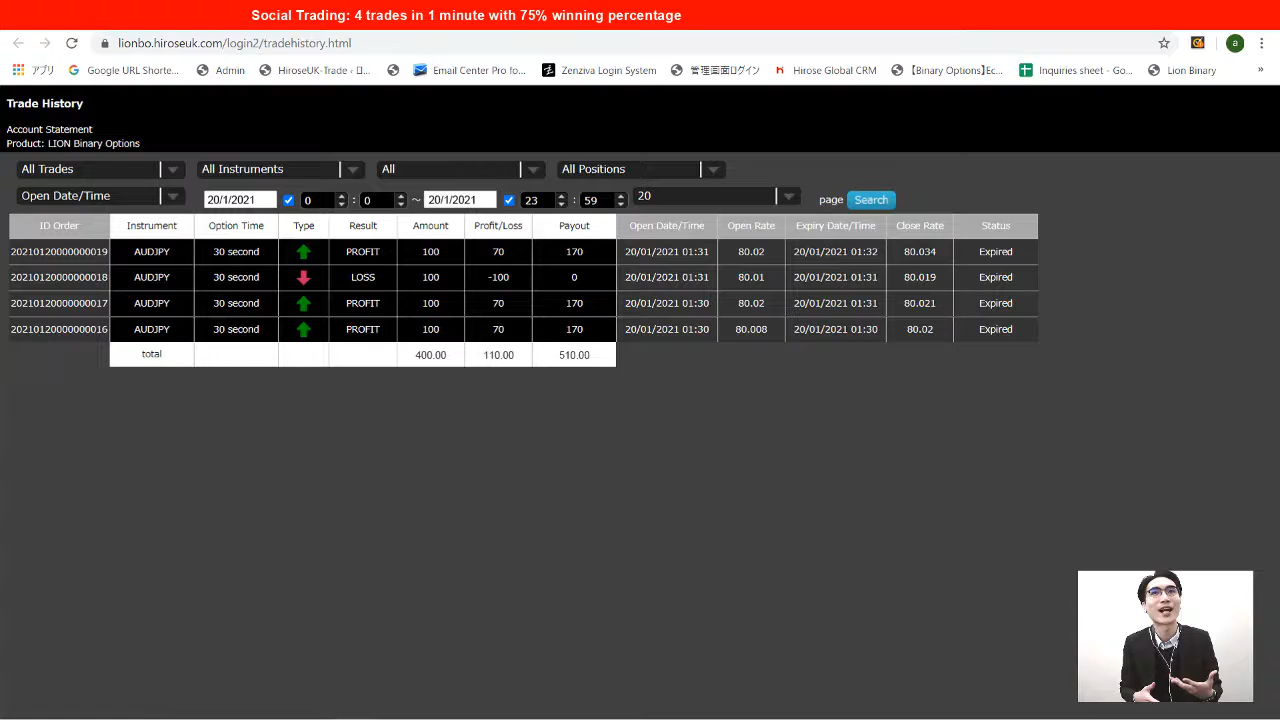 Social Trading: 4 trades in 1 minute with 75% winning percentage
lionbo.hiroseuk.com/login2/tradehistory.html a
アプリ Google URL Shorte... Admin HiroseUK-Trade ‹ ロ... Email Center Pro fo... Zenziva Login System 管理画面ログイン Hirose Global CRM 【Binary Options】Ec... Inquiries sheet - Go... Lion Binary »
Trade History
Account Statement
Product: LION Binary Options
All Trades All Instruments All All Positions
Open Date/Time 20/1/2021 0 : 0 ～ 20/1/2021 23 : 59 20 page Search
ID Order Instrument Option Time Type Result Amount Profit/Loss Payout Open Date/Time Open Rate Expiry Date/Time Close Rate Status
20210120000000019 AUDJPY 30 second PROFIT 100 70 170 20/01/2021 01:31 80.02 20/01/2021 01:32 80.034 Expired
20210120000000018 AUDJPY 30 second LOSS 100 -100 0 20/01/2021 01:31 80.01 20/01/2021 01:31 80.019 Expired
20210120000000017 AUDJPY 30 second PROFIT 100 70 170 20/01/2021 01:30 80.02 20/01/2021 01:31 80.021 Expired
20210120000000016 AUDJPY 30 second PROFIT 100 70 170 20/01/2021 01:30 80.008 20/01/2021 01:30 80.02 Expired
total 400.00 110.00 510.00